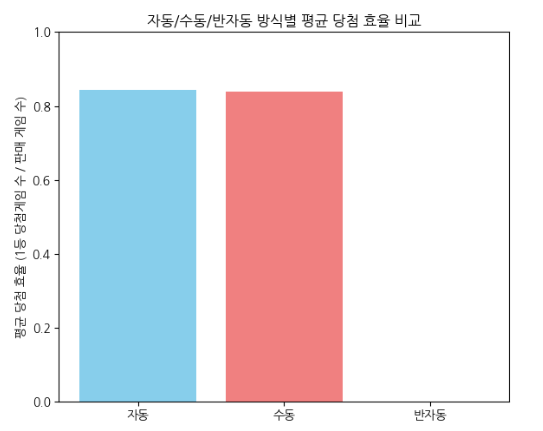 자동/수동/반자동 방식별 평균 당첨 효율 비교
평균 당첨 효율 (1등 당첨게임 수 / 판매 게임 수)
1.0
0.8
0.6
0.4
0.2
0.0
자동
수동
반자동